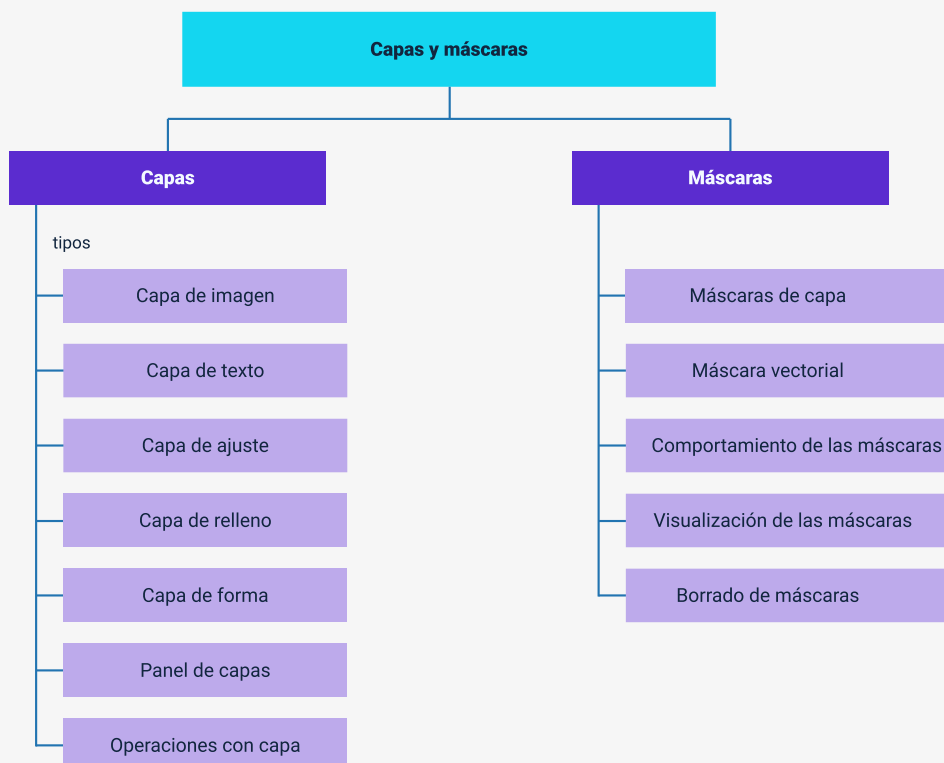 Capas y máscaras
Capas
Máscaras
tipos
Capa de imagen
Capa de texto
Capa de ajuste
Capa de relleno
Capa de forma
Panel de capas
Operaciones con capa
Máscaras de capa
Máscara vectorial
Comportamiento de las máscaras
Visualización de las máscaras
Borrado de máscaras